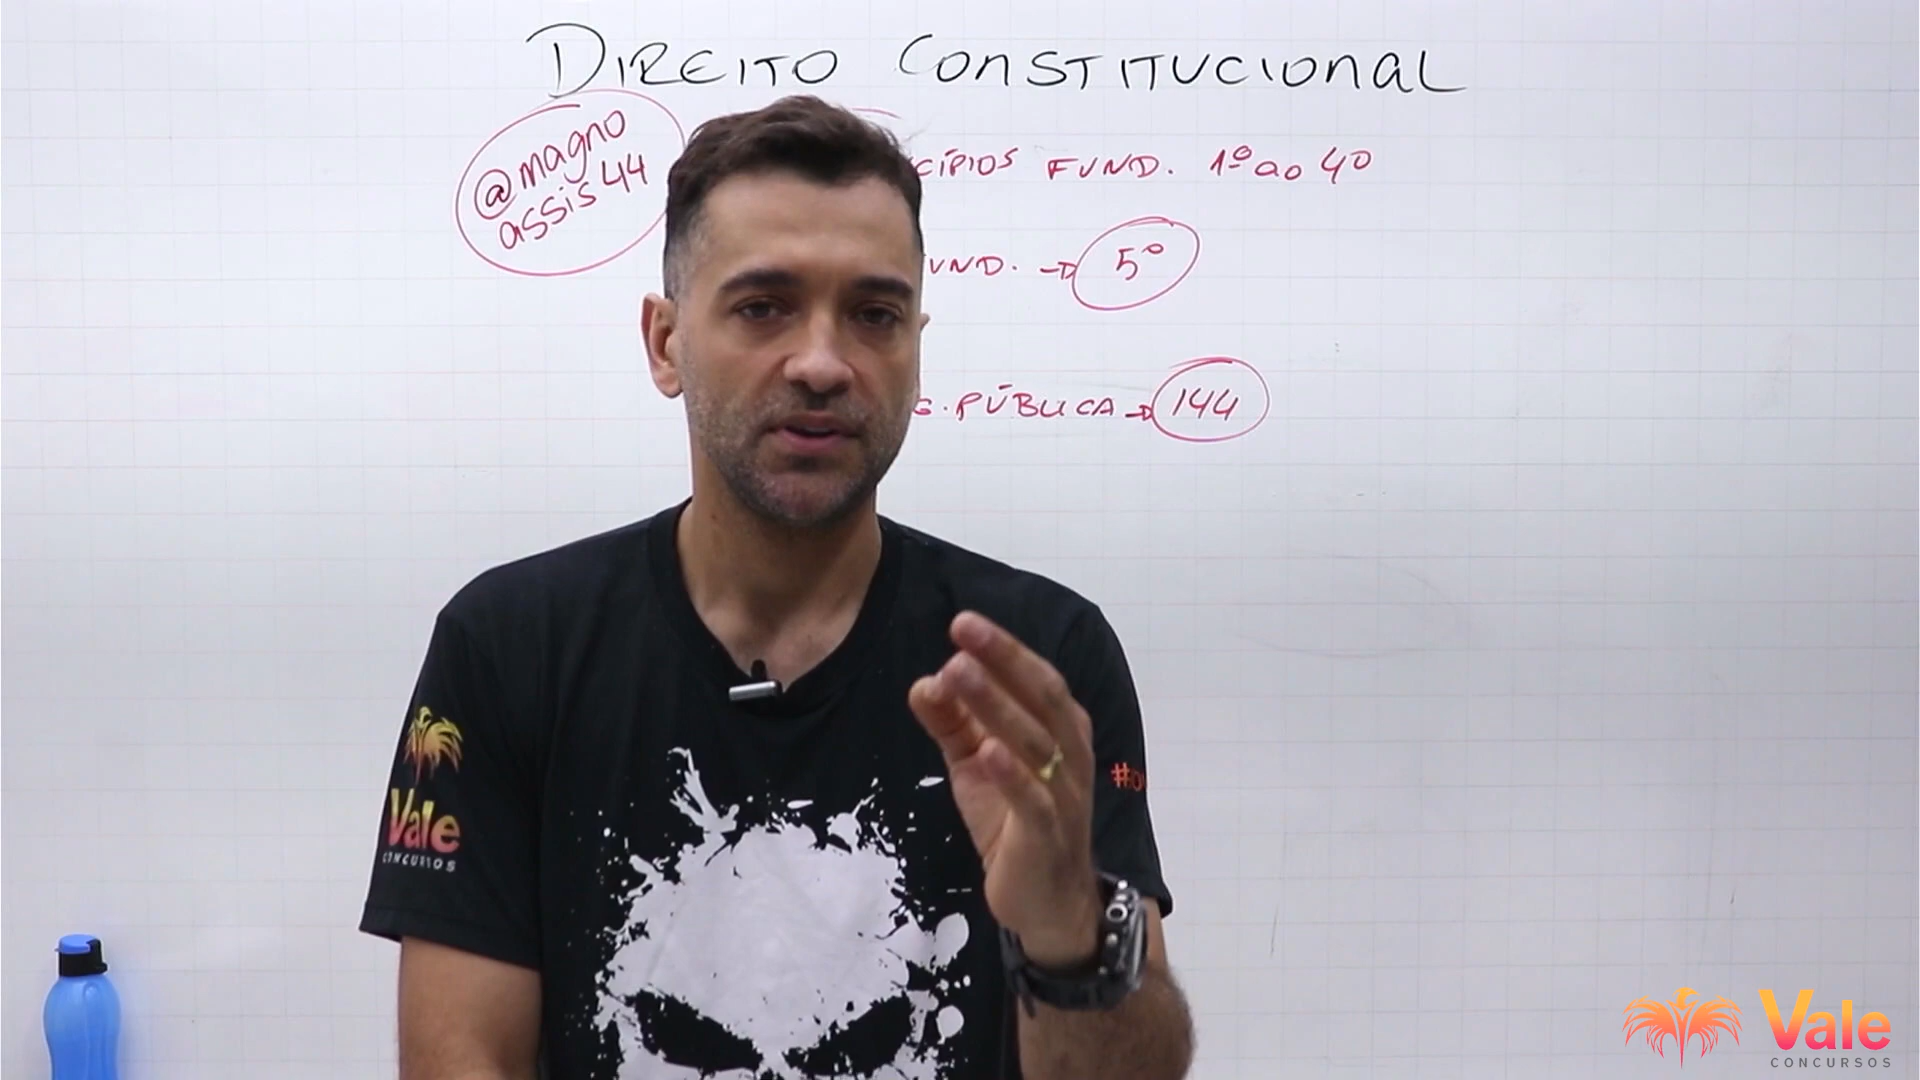 DIREITO CONSTITUCIONAL
@magno
assis44
CÍPIOS FUND. 1º ao 4º
UND. → 5º
G. PÚBLICA → 144
Vale
CONCURSOS
Vale
CONCURSOS